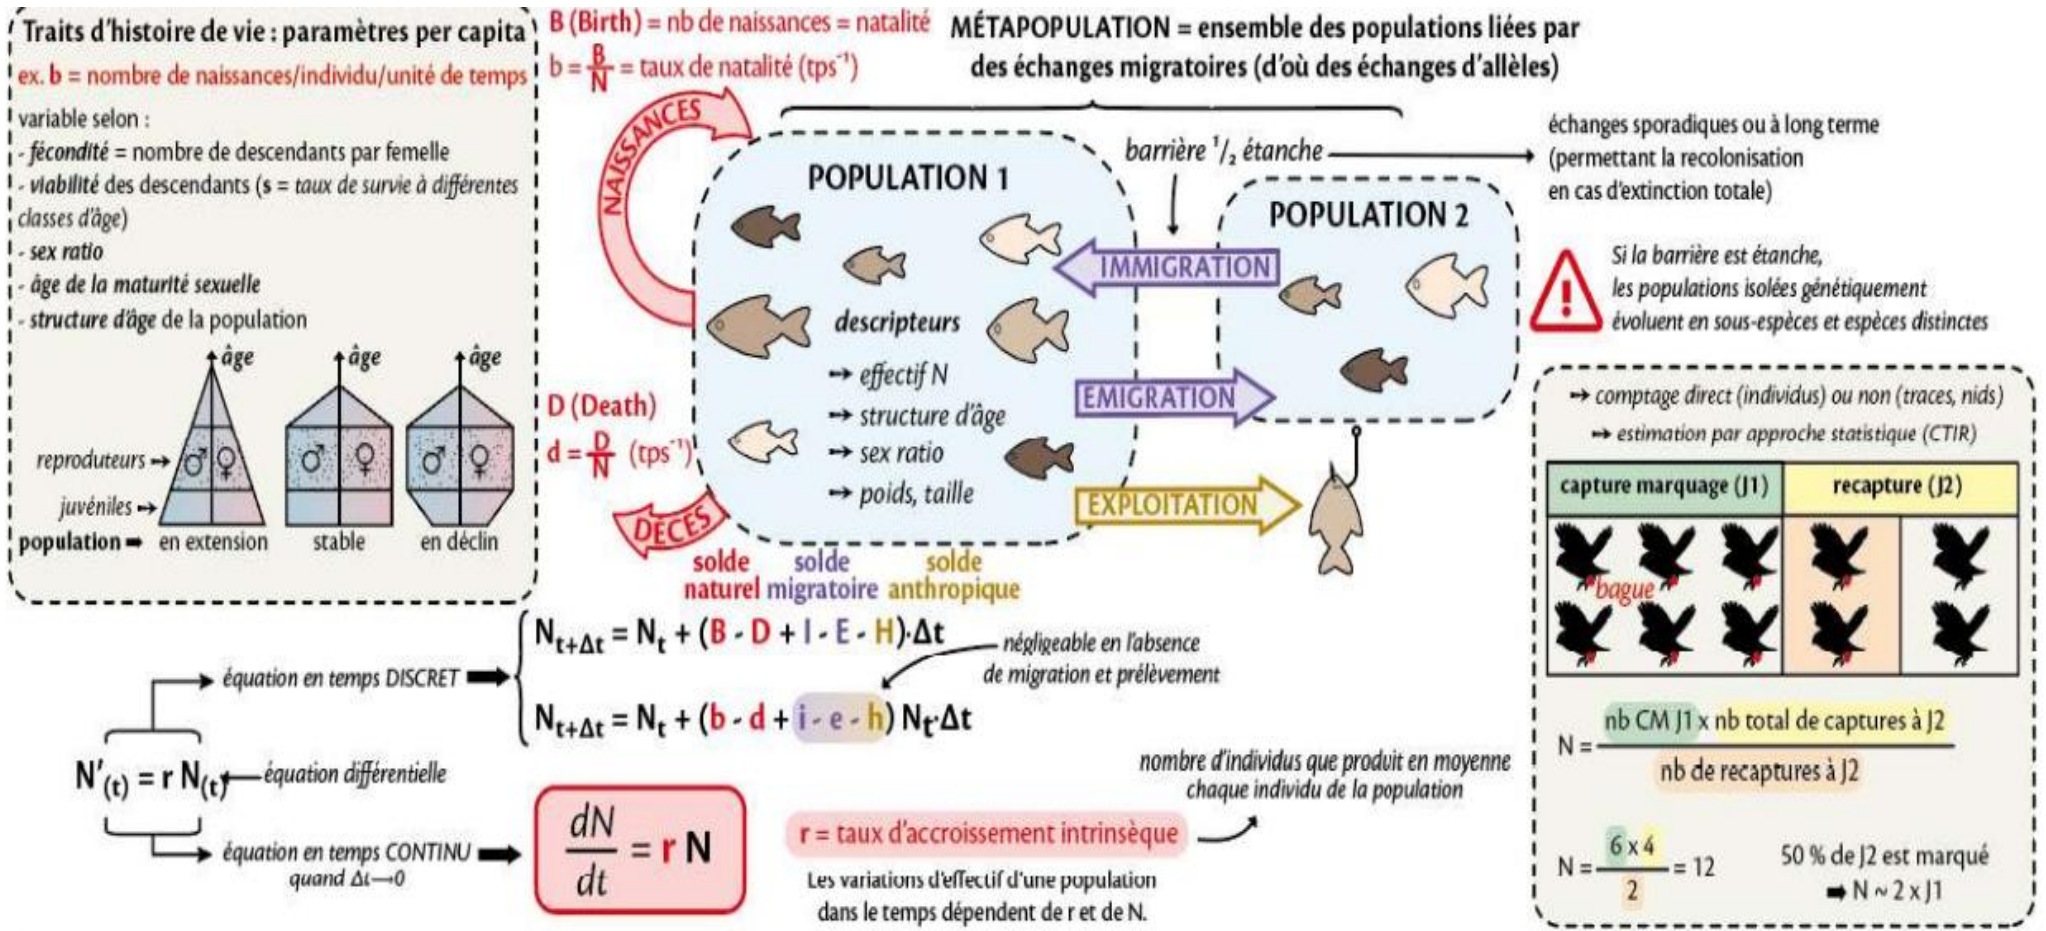 Traits d'histoire de vie : paramètres per capita
ex. b = nombre de naissances/individu/unité de temps
variable selon :
- fécondité = nombre de descendants par femelle
- viabilité des descendants (s = taux de survie à différentes
classes d'âge)
- sex ratio
- âge de la maturité sexuelle
- structure d'âge de la population
âge
âge
âge
reproducteurs
♂ ♀
♂ ♀
♂ ♀
juvéniles
population
en extension
stable
en déclin
B (Birth) = nb de naissances = natalité
b = B/N = taux de natalité (tps⁻¹)
NAISSANCES
D (Death)
d = D/N (tps⁻¹)
DÉCÈS
MÉTAPOPULATION = ensemble des populations liées par
des échanges migratoires (d'où des échanges d'allèles)
barrière 1/2 étanche
échanges sporadiques ou à long terme
(permettant la recolonisation
en cas d'extinction totale)
POPULATION 1
descripteurs
→ effectif N
→ structure d'âge
→ sex ratio
→ poids, taille
POPULATION 2
IMMIGRATION
EMIGRATION
EXPLOITATION
!
Si la barrière est étanche,
les populations isolées génétiquement
évoluent en sous-espèces et espèces distinctes
solde
naturel
solde
migratoire
solde
anthropique
N'(t) = r N(t)
équation différentielle
équation en temps DISCRET
Nt+Δt = Nt + (B - D + I - E - H)·Δt
négligeable en l'absence
de migration et prélèvement
Nt+Δt = Nt + (b - d + i - e - h) Nt·Δt
équation en temps CONTINU
quand Δt→0
dN/dt = r N
r = taux d'accroissement intrinsèque
nombre d'individus que produit en moyenne
chaque individu de la population
Les variations d'effectif d'une population
dans le temps dépendent de r et de N.
→ comptage direct (individus) ou non (traces, nids)
→ estimation par approche statistique (CTIR)
capture marquage (J1)
recapture (J2)
bague
N = nb CM J1 x nb total de captures à J2
nb de recaptures à J2
N = 6 x 4 / 2 = 12
50 % de J2 est marqué
➡ N ~ 2 x J1